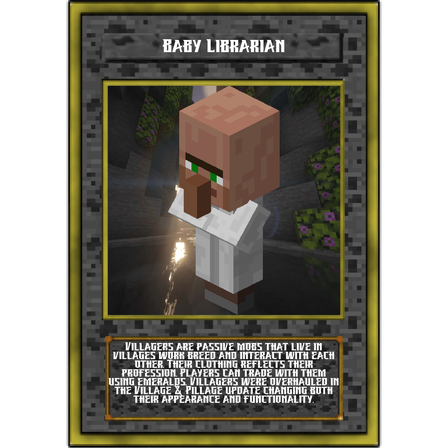 Baby Librarian
Villagers are passive mobs that live in
villages work breed and interact with each
other Their clothing reflects their
profession. Players can trade with them
using emeralds. Villagers were overhauled in
the Village & Pillage update changing both
their appearance and functionality.